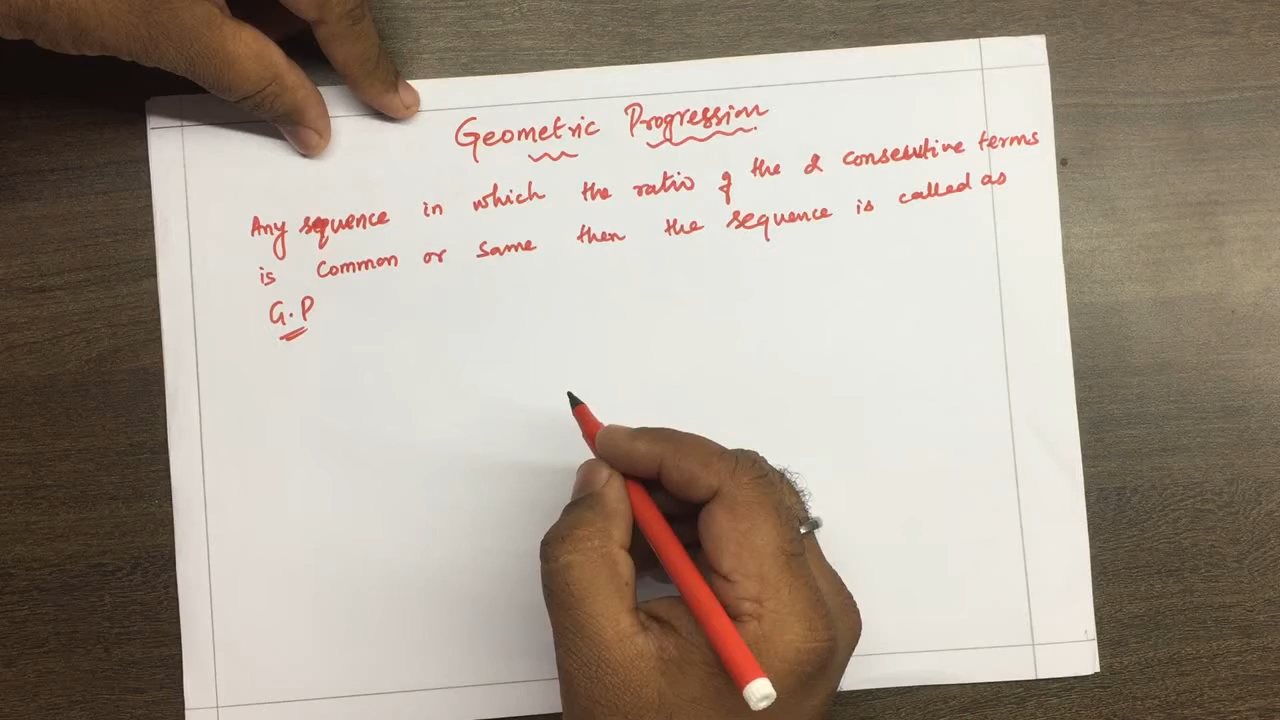 Geometric Progression
Any sequence in which the ratio of the 2 consecutive terms
is common or same then the sequence is called as
G.P